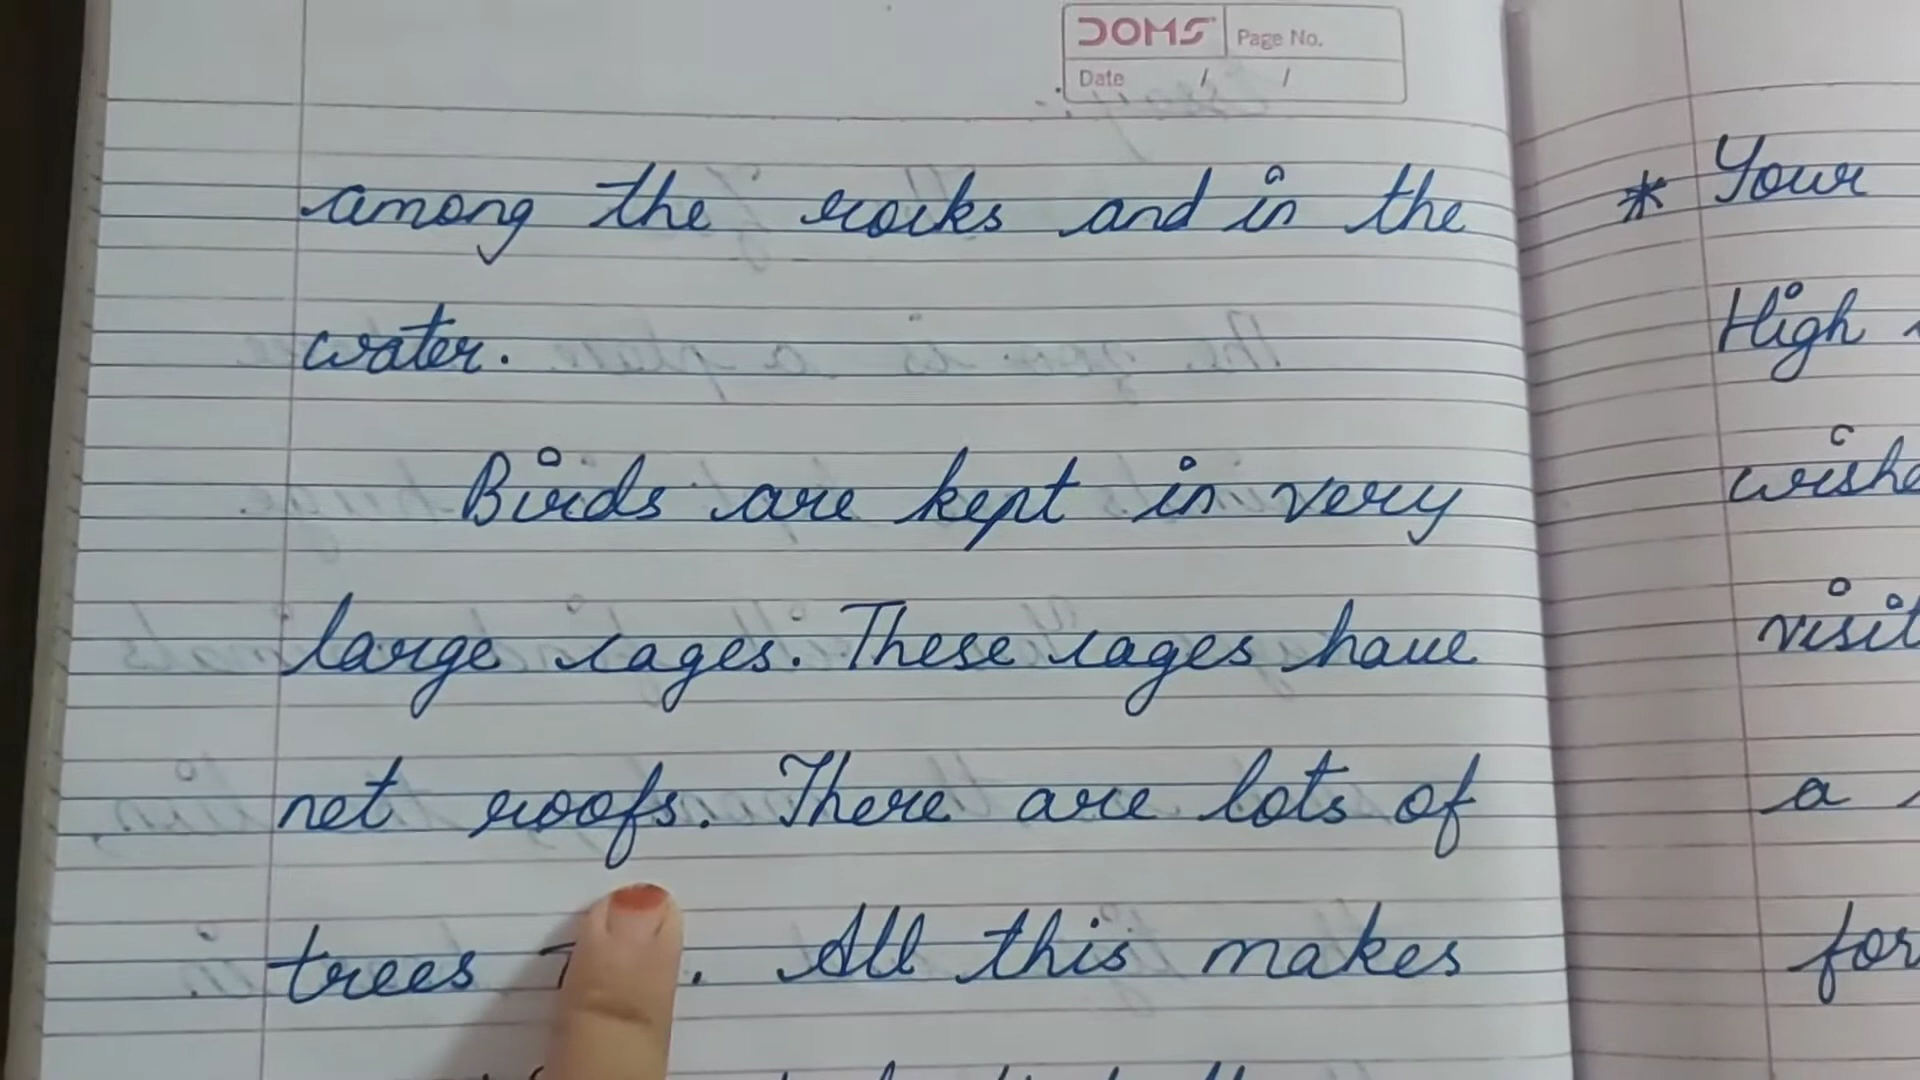 DOMS Page No.
Date / /
among the rocks and in the
water.
Birds are kept in very
large cages. These cages have
net roofs. There are lots of
trees . All this makes
* Your
High
visit
a
for